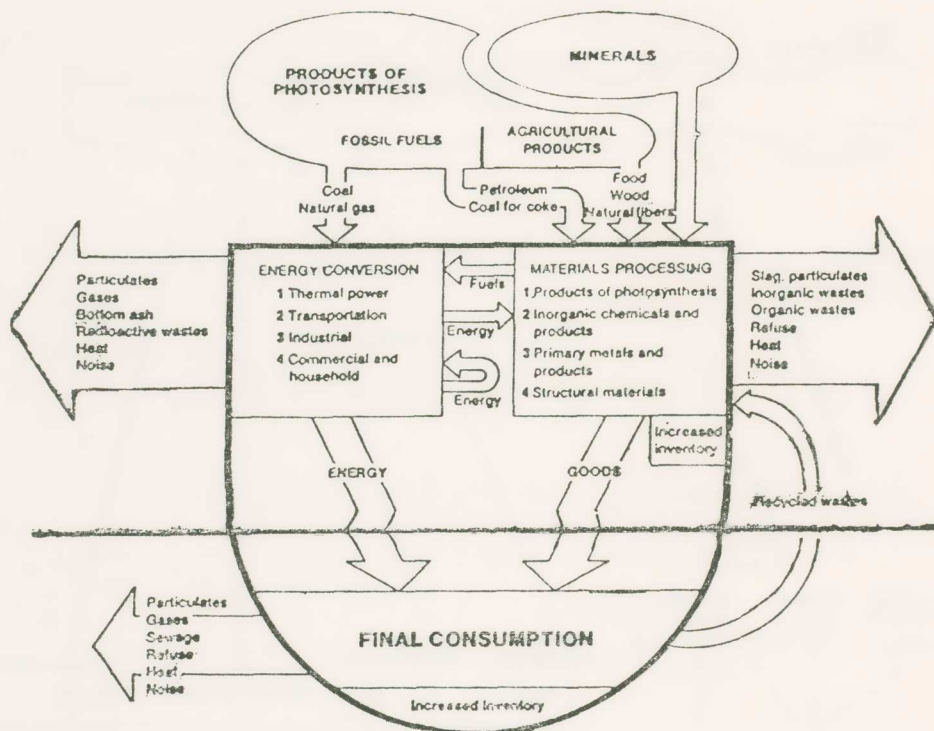 PRODUCTS OF
PHOTOSYNTHESIS
MINERALS
FOSSIL FUELS
AGRICULTURAL
PRODUCTS
Coal
Natural gas
Petroleum
Coal for coke
Food
Wood
Natural fibers
Particulates
Gases
Bottom ash
Radioactive wastes
Heat
Noise
ENERGY CONVERSION
1 Thermal power
2 Transportation
3 Industrial
4 Commercial and
household
Fuels
Energy
Energy
MATERIALS PROCESSING
1 Products of photosynthesis
2 Inorganic chemicals and
products
3 Primary metals and
products
4 Structural materials
Slag, particulates
Inorganic wastes
Organic wastes
Refuse
Heat
Noise
Increased
inventory
ENERGY
GOODS
Recycled wastes
Particulates
Gases
Sewage
Refuse
Heat
Noise
FINAL CONSUMPTION
Increased Inventory